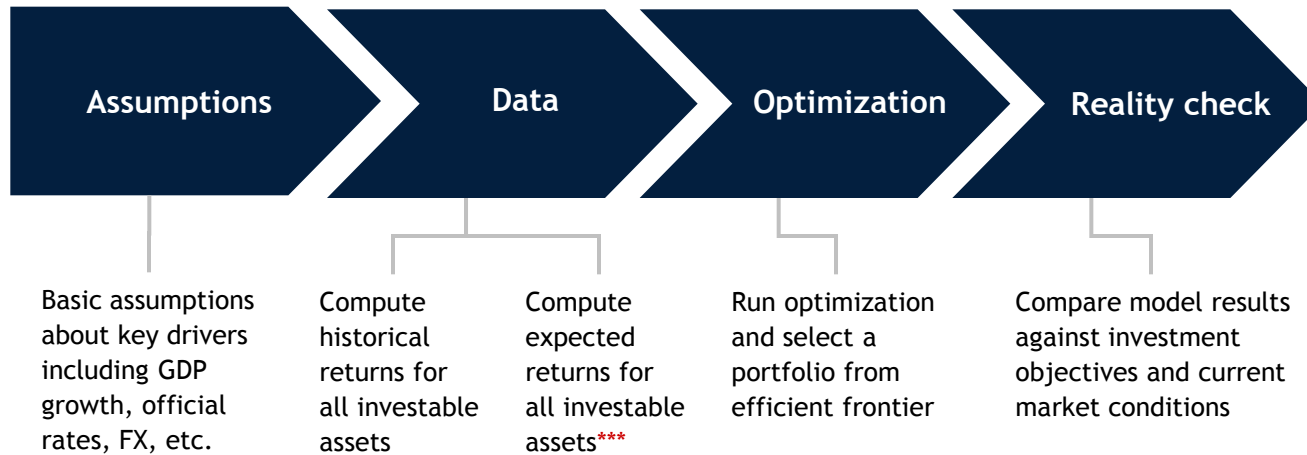 Assumptions
Data
Optimization
Reality check
Basic assumptions
about key drivers
including GDP
growth, official
rates, FX, etc.
Compute
historical
returns for
all investable
assets
Compute
expected
returns for
all investable
assets***
Run optimization
and select a
portfolio from
efficient frontier
Compare model results
against investment
objectives and current
market conditions